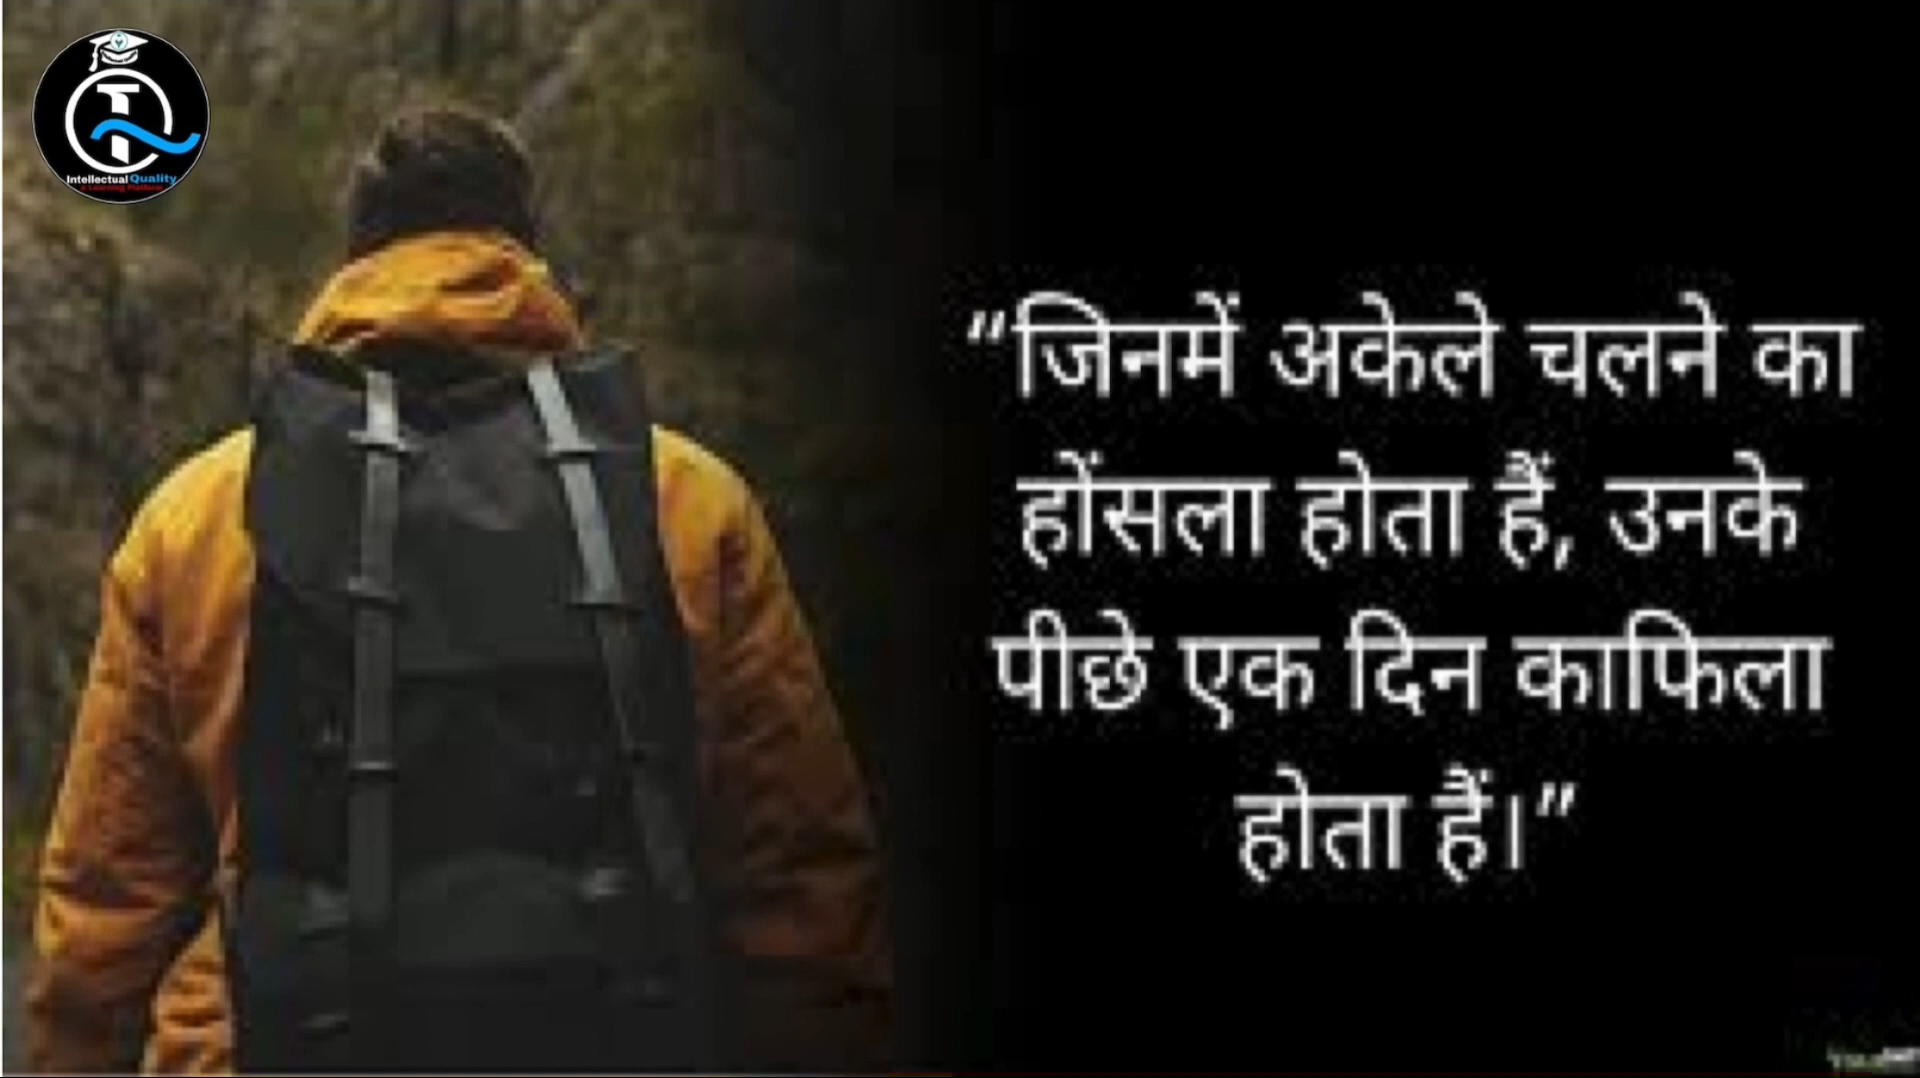 Intellectual Quality
“जिनमें अकेले चलने का
होंसला होता हैं, उनके
पीछे एक दिन काफिला
होता हैं।”